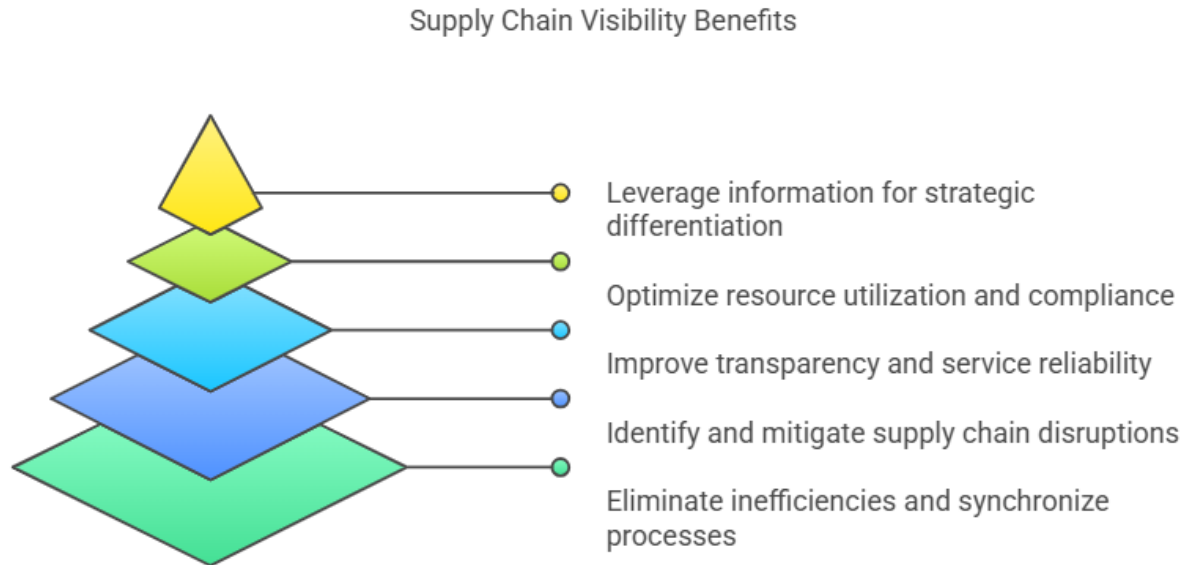 Supply Chain Visibility Benefits
Leverage information for strategic
differentiation
Optimize resource utilization and compliance
Improve transparency and service reliability
Identify and mitigate supply chain disruptions
Eliminate inefficiencies and synchronize
processes